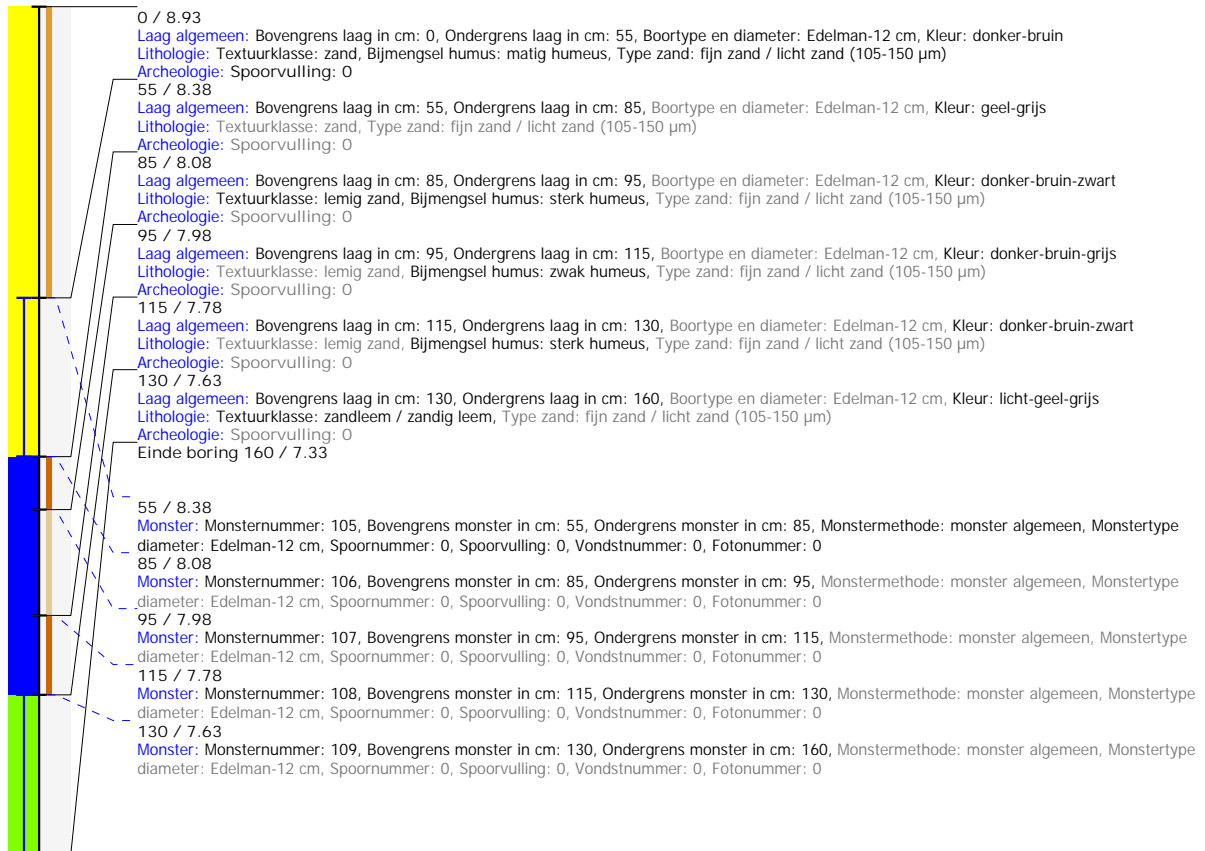 0 / 8.93
Laag algemeen: Bovengrens laag in cm: 0, Ondergrens laag in cm: 55, Boortype en diameter: Edelman-12 cm, Kleur: donker-bruin
Lithologie: Textuurklasse: zand, Bijmengsel humus: matig humeus, Type zand: fijn zand / licht zand (105-150 µm)
Archeologie: Spoorvulling: 0
55 / 8.38
Laag algemeen: Bovengrens laag in cm: 55, Ondergrens laag in cm: 85, Boortype en diameter: Edelman-12 cm, Kleur: geel-grijs
Lithologie: Textuurklasse: zand, Type zand: fijn zand / licht zand (105-150 µm)
Archeologie: Spoorvulling: 0
85 / 8.08
Laag algemeen: Bovengrens laag in cm: 85, Ondergrens laag in cm: 95, Boortype en diameter: Edelman-12 cm, Kleur: donker-bruin-zwart
Lithologie: Textuurklasse: lemig zand, Bijmengsel humus: sterk humeus, Type zand: fijn zand / licht zand (105-150 µm)
Archeologie: Spoorvulling: 0
95 / 7.98
Laag algemeen: Bovengrens laag in cm: 95, Ondergrens laag in cm: 115, Boortype en diameter: Edelman-12 cm, Kleur: donker-bruin-grijs
Lithologie: Textuurklasse: lemig zand, Bijmengsel humus: zwak humeus, Type zand: fijn zand / licht zand (105-150 µm)
Archeologie: Spoorvulling: 0
115 / 7.78
Laag algemeen: Bovengrens laag in cm: 115, Ondergrens laag in cm: 130, Boortype en diameter: Edelman-12 cm, Kleur: donker-bruin-zwart
Lithologie: Textuurklasse: lemig zand, Bijmengsel humus: sterk humeus, Type zand: fijn zand / licht zand (105-150 µm)
Archeologie: Spoorvulling: 0
130 / 7.63
Laag algemeen: Bovengrens laag in cm: 130, Ondergrens laag in cm: 160, Boortype en diameter: Edelman-12 cm, Kleur: licht-geel-grijs
Lithologie: Textuurklasse: zandleem / zandig leem, Type zand: fijn zand / licht zand (105-150 µm)
Archeologie: Spoorvulling: 0
Einde boring 160 / 7.33
55 / 8.38
Monster: Monsternummer: 105, Bovengrens monster in cm: 55, Ondergrens monster in cm: 85, Monstermethode: monster algemeen, Monstertype
diameter: Edelman-12 cm, Spoornummer: 0, Spoorvulling: 0, Vondstnummer: 0, Fotonummer: 0
85 / 8.08
Monster: Monsternummer: 106, Bovengrens monster in cm: 85, Ondergrens monster in cm: 95, Monstermethode: monster algemeen, Monstertype
diameter: Edelman-12 cm, Spoornummer: 0, Spoorvulling: 0, Vondstnummer: 0, Fotonummer: 0
95 / 7.98
Monster: Monsternummer: 107, Bovengrens monster in cm: 95, Ondergrens monster in cm: 115, Monstermethode: monster algemeen, Monstertype
diameter: Edelman-12 cm, Spoornummer: 0, Spoorvulling: 0, Vondstnummer: 0, Fotonummer: 0
115 / 7.78
Monster: Monsternummer: 108, Bovengrens monster in cm: 115, Ondergrens monster in cm: 130, Monstermethode: monster algemeen, Monstertype
diameter: Edelman-12 cm, Spoornummer: 0, Spoorvulling: 0, Vondstnummer: 0, Fotonummer: 0
130 / 7.63
Monster: Monsternummer: 109, Bovengrens monster in cm: 130, Ondergrens monster in cm: 160, Monstermethode: monster algemeen, Monstertype
diameter: Edelman-12 cm, Spoornummer: 0, Spoorvulling: 0, Vondstnummer: 0, Fotonummer: 0